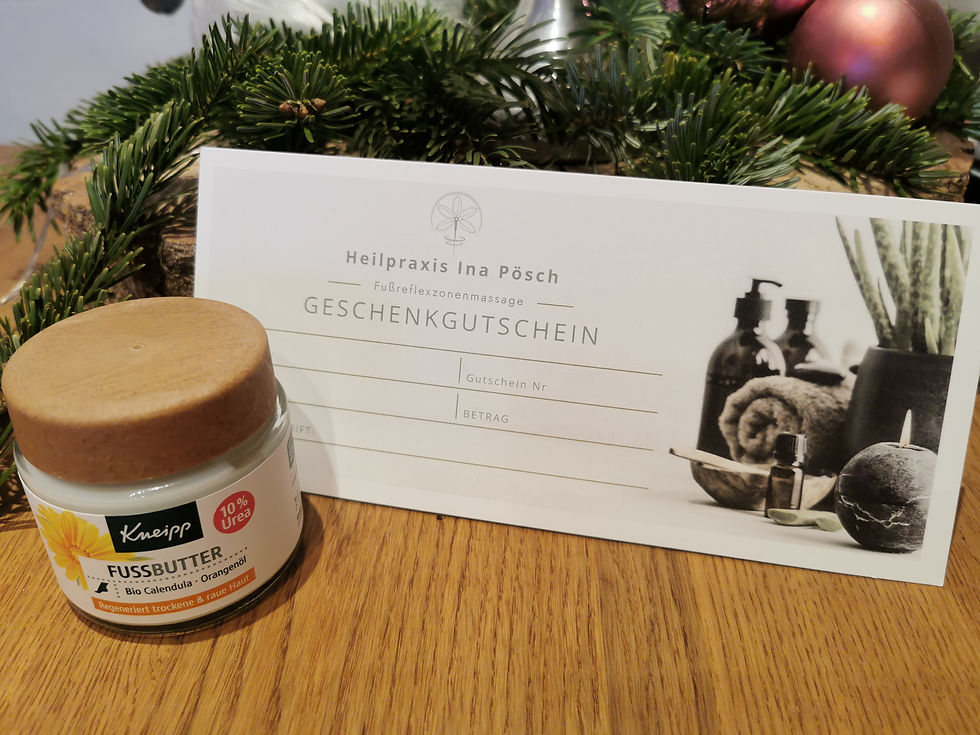 Heilpraxis Ina Pösch
Fußreflexzonenmassage
GESCHENKGUTSCHEIN
Gutschein Nr
BETRAG
IFT:
Kneipp
10%
Urea
FUSSBUTTER
Bio Calendula · Orangenöl
Regeneriert trockene & raue Haut